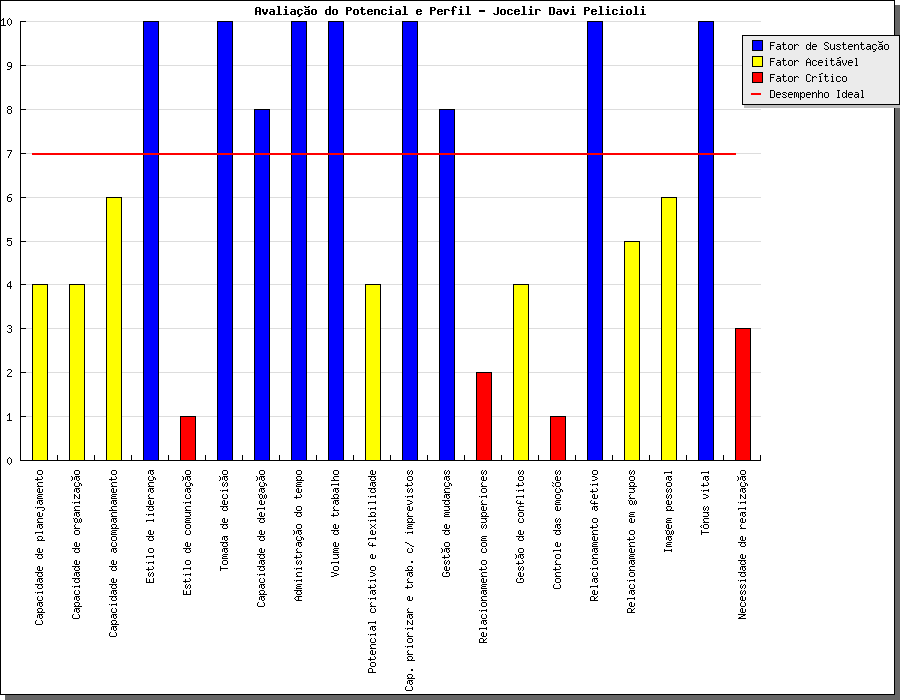 Avaliação do Potencial e Perfil - Jocelir Davi Pelicioli
Fator de Sustentação
Fator Aceitável
Fator Crítico
Desempenho Ideal
10
9
8
7
6
5
4
3
2
1
0
Capacidade de planejamento
Capacidade de organização
Capacidade de acompanhamento
Estilo de liderança
Estilo de comunicação
Tomada de decisão
Capacidade de delegação
Administração do tempo
Volume de trabalho
Potencial criativo e flexibilidade
Cap. priorizar e trab. c/ imprevistos
Gestão de mudanças
Relacionamento com superiores
Gestão de conflitos
Controle das emoções
Relacionamento afetivo
Relacionamento em grupos
Imagem pessoal
Tônus vital
Necessidade de realização